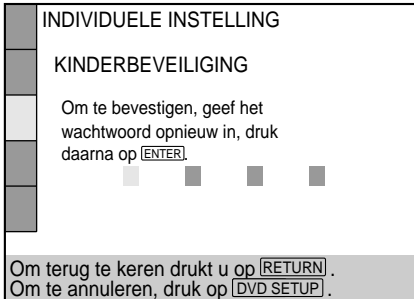 INDIVIDUELE INSTELLING
KINDERBEVEILIGING
Om te bevestigen, geef het
wachtwoord opnieuw in, druk
daarna op ENTER.
Om terug te keren drukt u op RETURN .
Om te annuleren, druk op DVD SETUP .